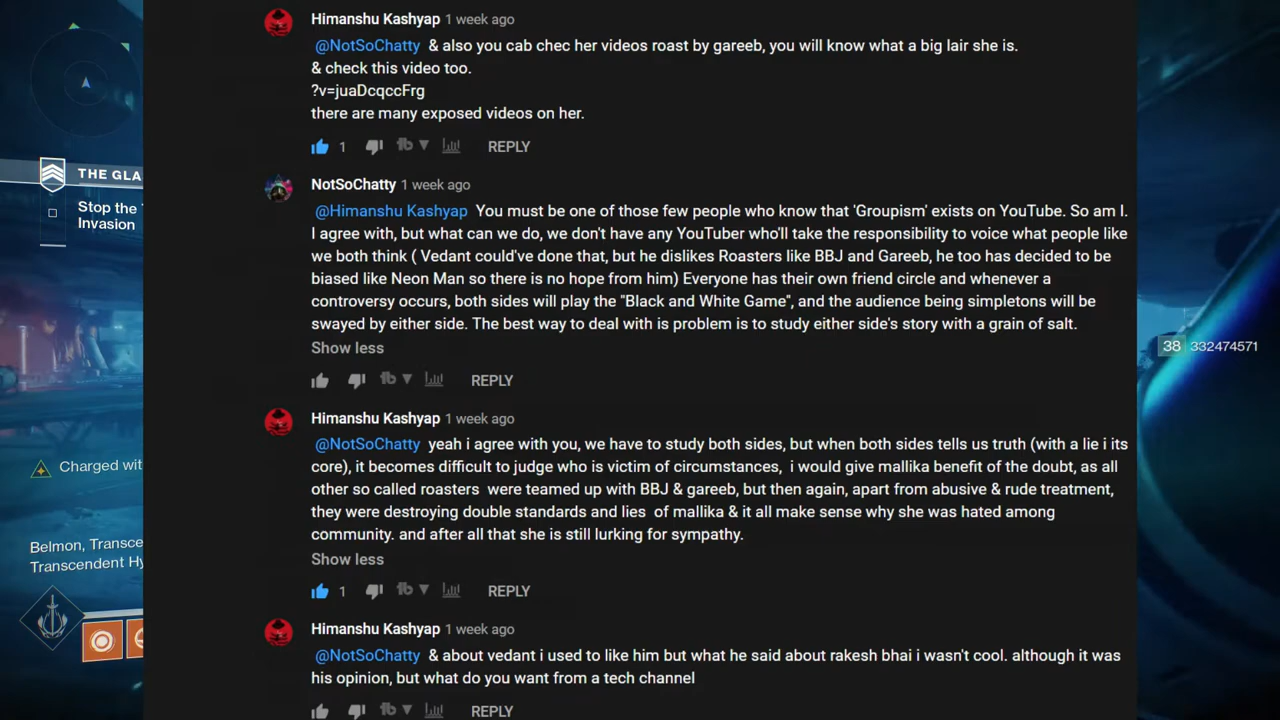 Himanshu Kashyap 1 week ago
@NotSoChatty & also you cab chec her videos roast by gareeb, you will know what a big lair she is.
& check this video too.
?v=juaDcqccFrg
there are many exposed videos on her.
1 REPLY
THE GLA
Stop the
Invasion
NotSoChatty 1 week ago
@Himanshu Kashyap You must be one of those few people who know that 'Groupism' exists on YouTube. So am I.
I agree with, but what can we do, we don't have any YouTuber who'll take the responsibility to voice what people like
we both think ( Vedant could've done that, but he dislikes Roasters like BBJ and Gareeb, he too has decided to be
biased like Neon Man so there is no hope from him) Everyone has their own friend circle and whenever a
controversy occurs, both sides will play the "Black and White Game", and the audience being simpletons will be
swayed by either side. The best way to deal with is problem is to study either side's story with a grain of salt.
Show less
REPLY
38 332474571
Himanshu Kashyap 1 week ago
@NotSoChatty yeah i agree with you, we have to study both sides, but when both sides tells us truth (with a lie i its
core), it becomes difficult to judge who is victim of circumstances, i would give mallika benefit of the doubt, as all
other so called roasters were teamed up with BBJ & gareeb, but then again, apart from abusive & rude treatment,
they were destroying double standards and lies of mallika & it all make sense why she was hated among
community. and after all that she is still lurking for sympathy.
Show less
1 REPLY
Charged wit
Belmon, Transce
Transcendent Hy
Himanshu Kashyap 1 week ago
@NotSoChatty & about vedant i used to like him but what he said about rakesh bhai i wasn't cool. although it was
his opinion, but what do you want from a tech channel
REPLY